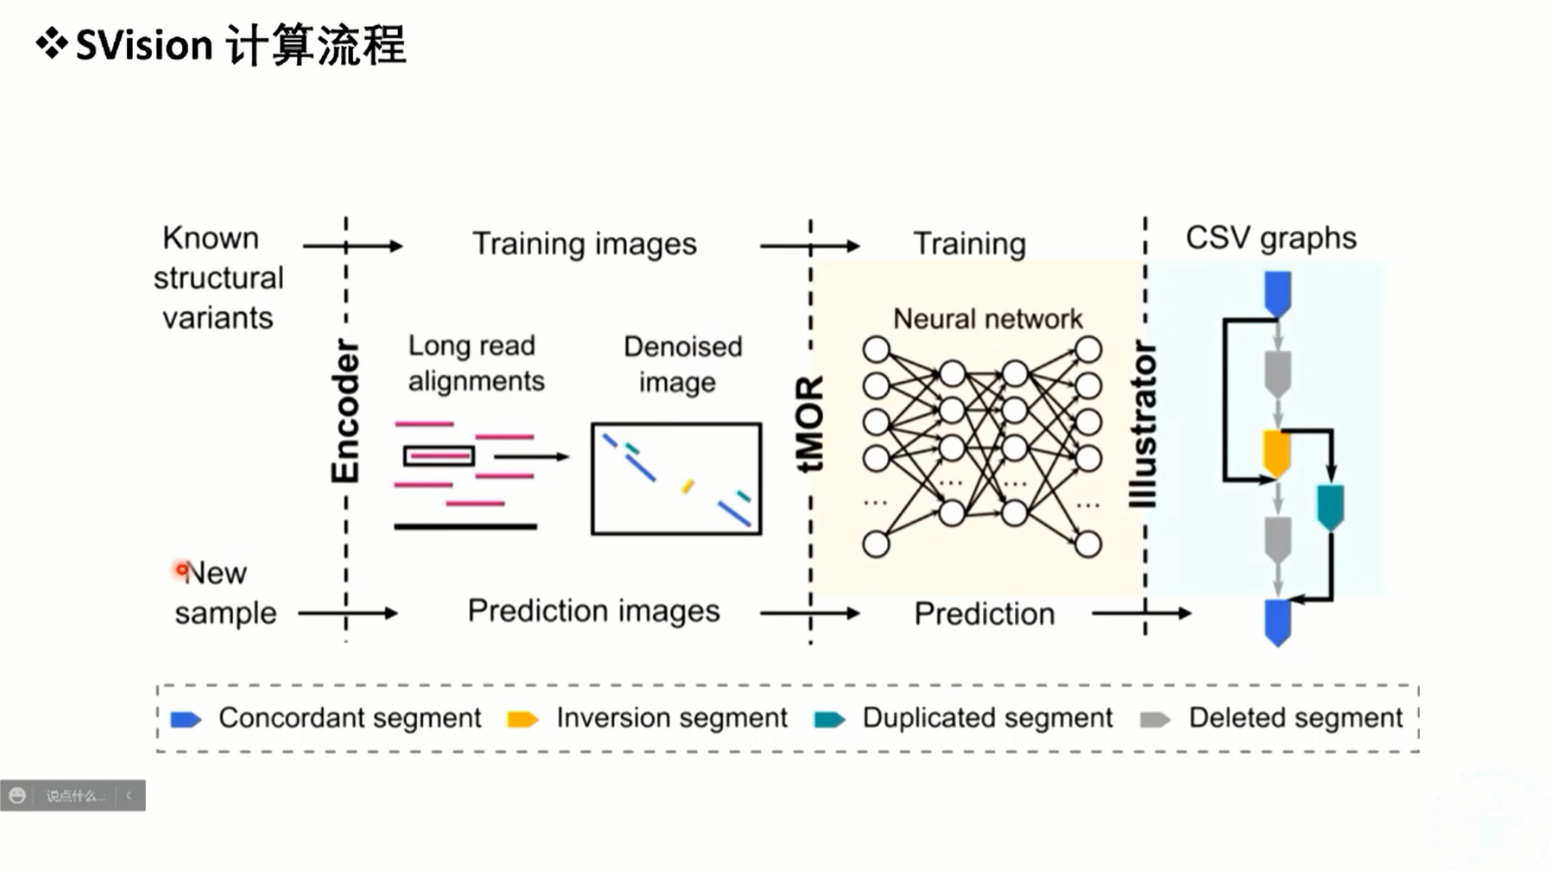 ❖SVision 计算流程
Known
structural
variants
Training images
Training
CSV graphs
Encoder
Long read
alignments
Denoised
image
tMOR
Neural network
...
...
...
...
Illustrator
New
sample
Prediction images
Prediction
Concordant segment
Inversion segment
Duplicated segment
Deleted segment
说点什么...